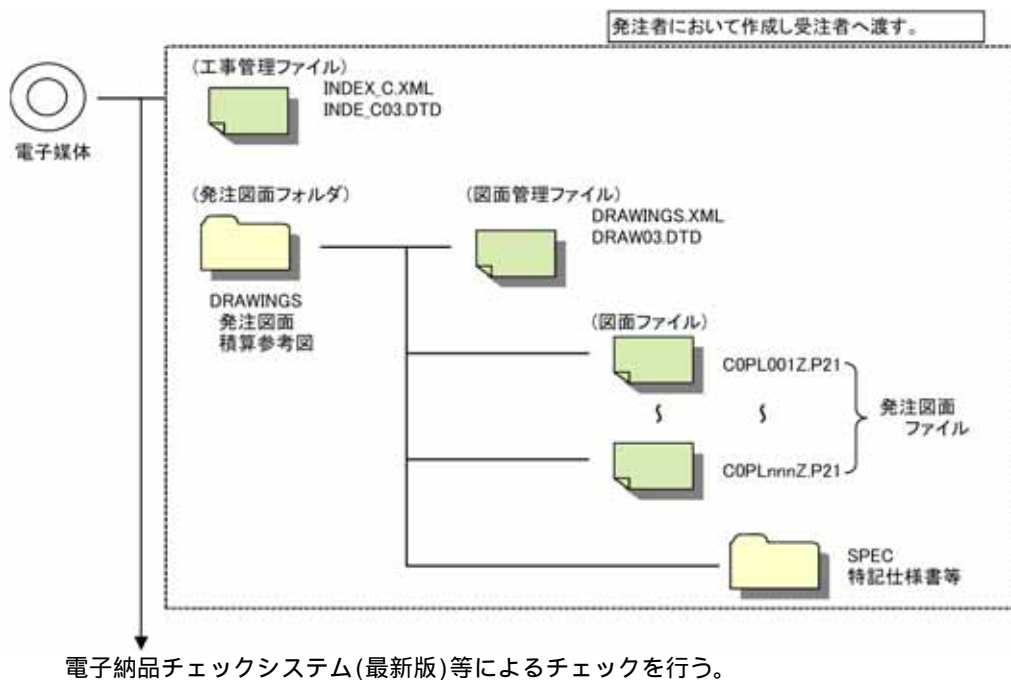 発注者において作成し受注者へ渡す。
(工事管理ファイル)
INDEX_C.XML
INDE_C03.DTD
電子媒体
(発注図面フォルダ)
(図面管理ファイル)
DRAWINGS.XML
DRAW03.DTD
DRAWINGS
発注図面
積算参考図
(図面ファイル)
C0PL001Z.P21
∫ ∫
発注図面
ファイル
C0PLnnnZ.P21
SPEC
特記仕様書等
電子納品チェックシステム(最新版)等によるチェックを行う。